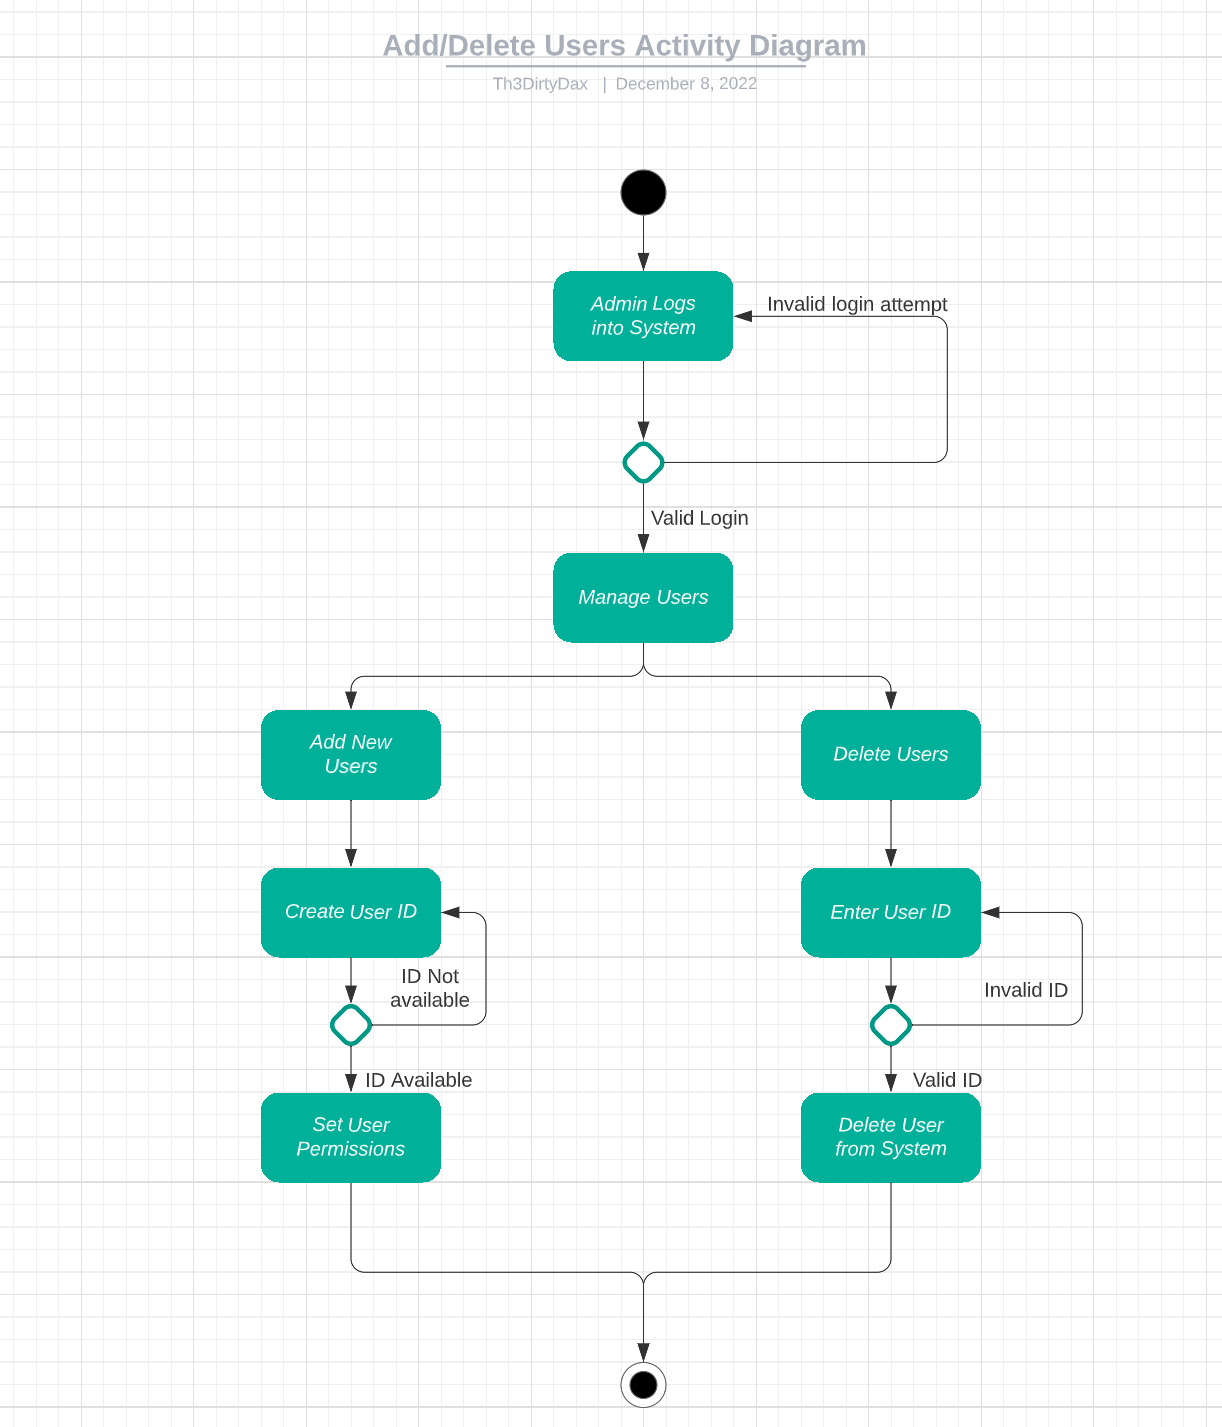 Add/Delete Users Activity Diagram
Th3DirtyDax | December 8, 2022
Admin Logs
into System
Invalid login attempt
Valid Login
Manage Users
Add New
Users
Delete Users
Create User ID
Enter User ID
ID Not
available
Invalid ID
ID Available
Valid ID
Set User
Permissions
Delete User
from System